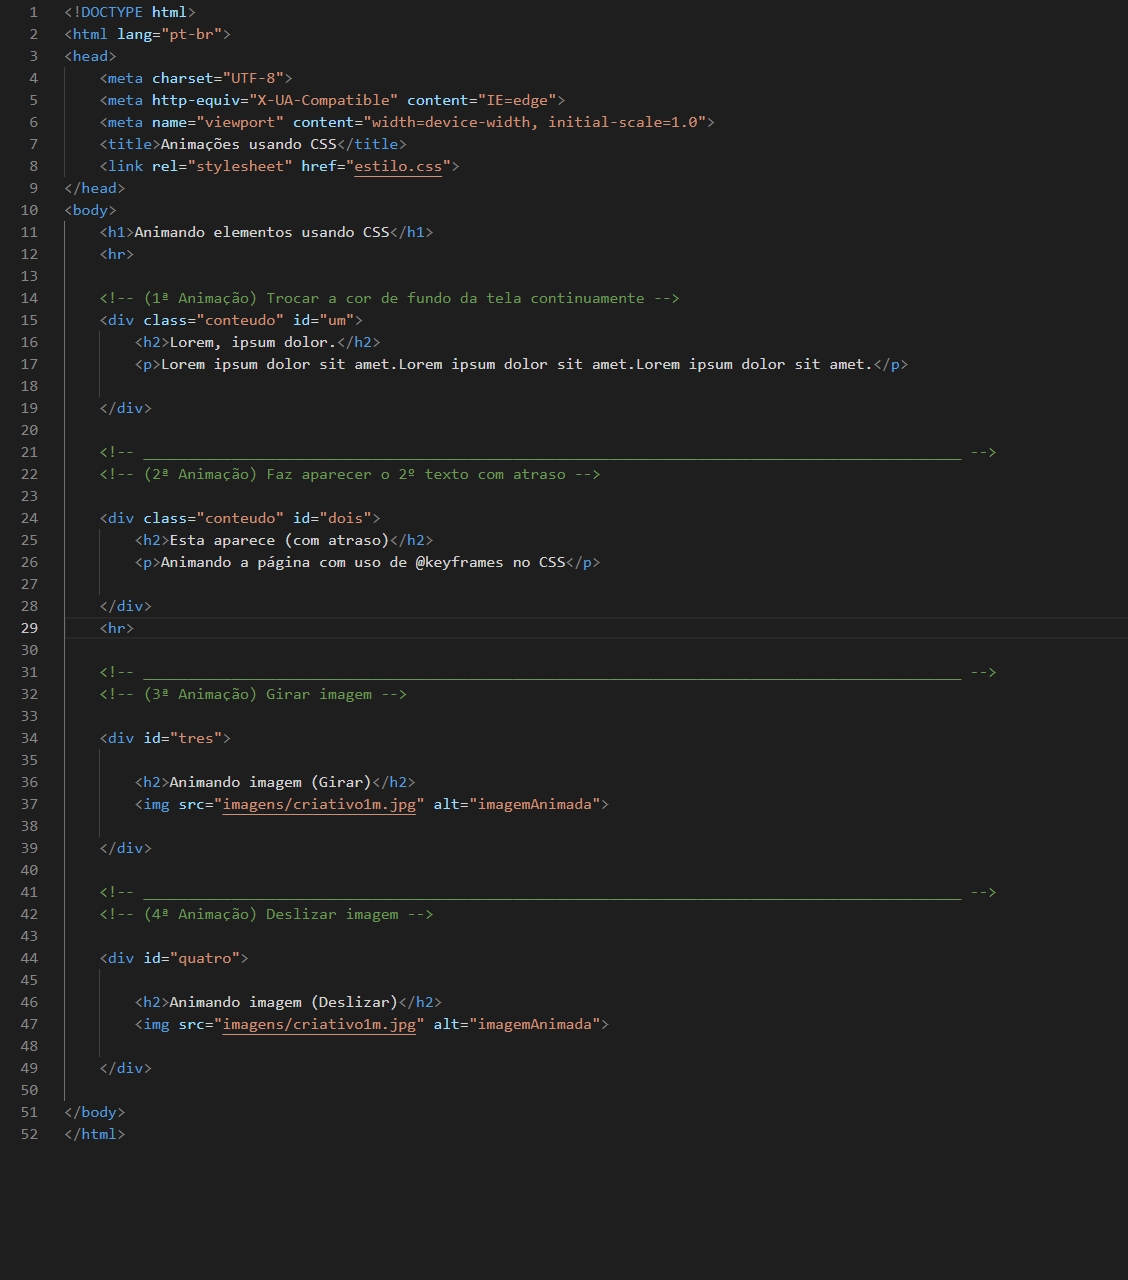 1 <!DOCTYPE html>
2 <html lang="pt-br">
3 <head>
4 <meta charset="UTF-8">
5 <meta http-equiv="X-UA-Compatible" content="IE=edge">
6 <meta name="viewport" content="width=device-width, initial-scale=1.0">
7 <title>Animações usando CSS</title>
8 <link rel="stylesheet" href="estilo.css">
9 </head>
10 <body>
11 <h1>Animando elementos usando CSS</h1>
12 <hr>
13
14 <!-- (1ª Animação) Trocar a cor de fundo da tela continuamente -->
15 <div class="conteudo" id="um">
16 <h2>Lorem, ipsum dolor.</h2>
17 <p>Lorem ipsum dolor sit amet.Lorem ipsum dolor sit amet.Lorem ipsum dolor sit amet.</p>
18
19 </div>
20
21 <!-- _____________________________________________________________________________________________ -->
22 <!-- (2ª Animação) Faz aparecer o 2º texto com atraso -->
23
24 <div class="conteudo" id="dois">
25 <h2>Esta aparece (com atraso)</h2>
26 <p>Animando a página com uso de @keyframes no CSS</p>
27
28 </div>
29 <hr>
30
31 <!-- _____________________________________________________________________________________________ -->
32 <!-- (3ª Animação) Girar imagem -->
33
34 <div id="tres">
35
36 <h2>Animando imagem (Girar)</h2>
37 <img src="imagens/criativo1m.jpg" alt="imagemAnimada">
38
39 </div>
40
41 <!-- _____________________________________________________________________________________________ -->
42 <!-- (4ª Animação) Deslizar imagem -->
43
44 <div id="quatro">
45
46 <h2>Animando imagem (Deslizar)</h2>
47 <img src="imagens/criativo1m.jpg" alt="imagemAnimada">
48
49 </div>
50
51 </body>
52 </html>